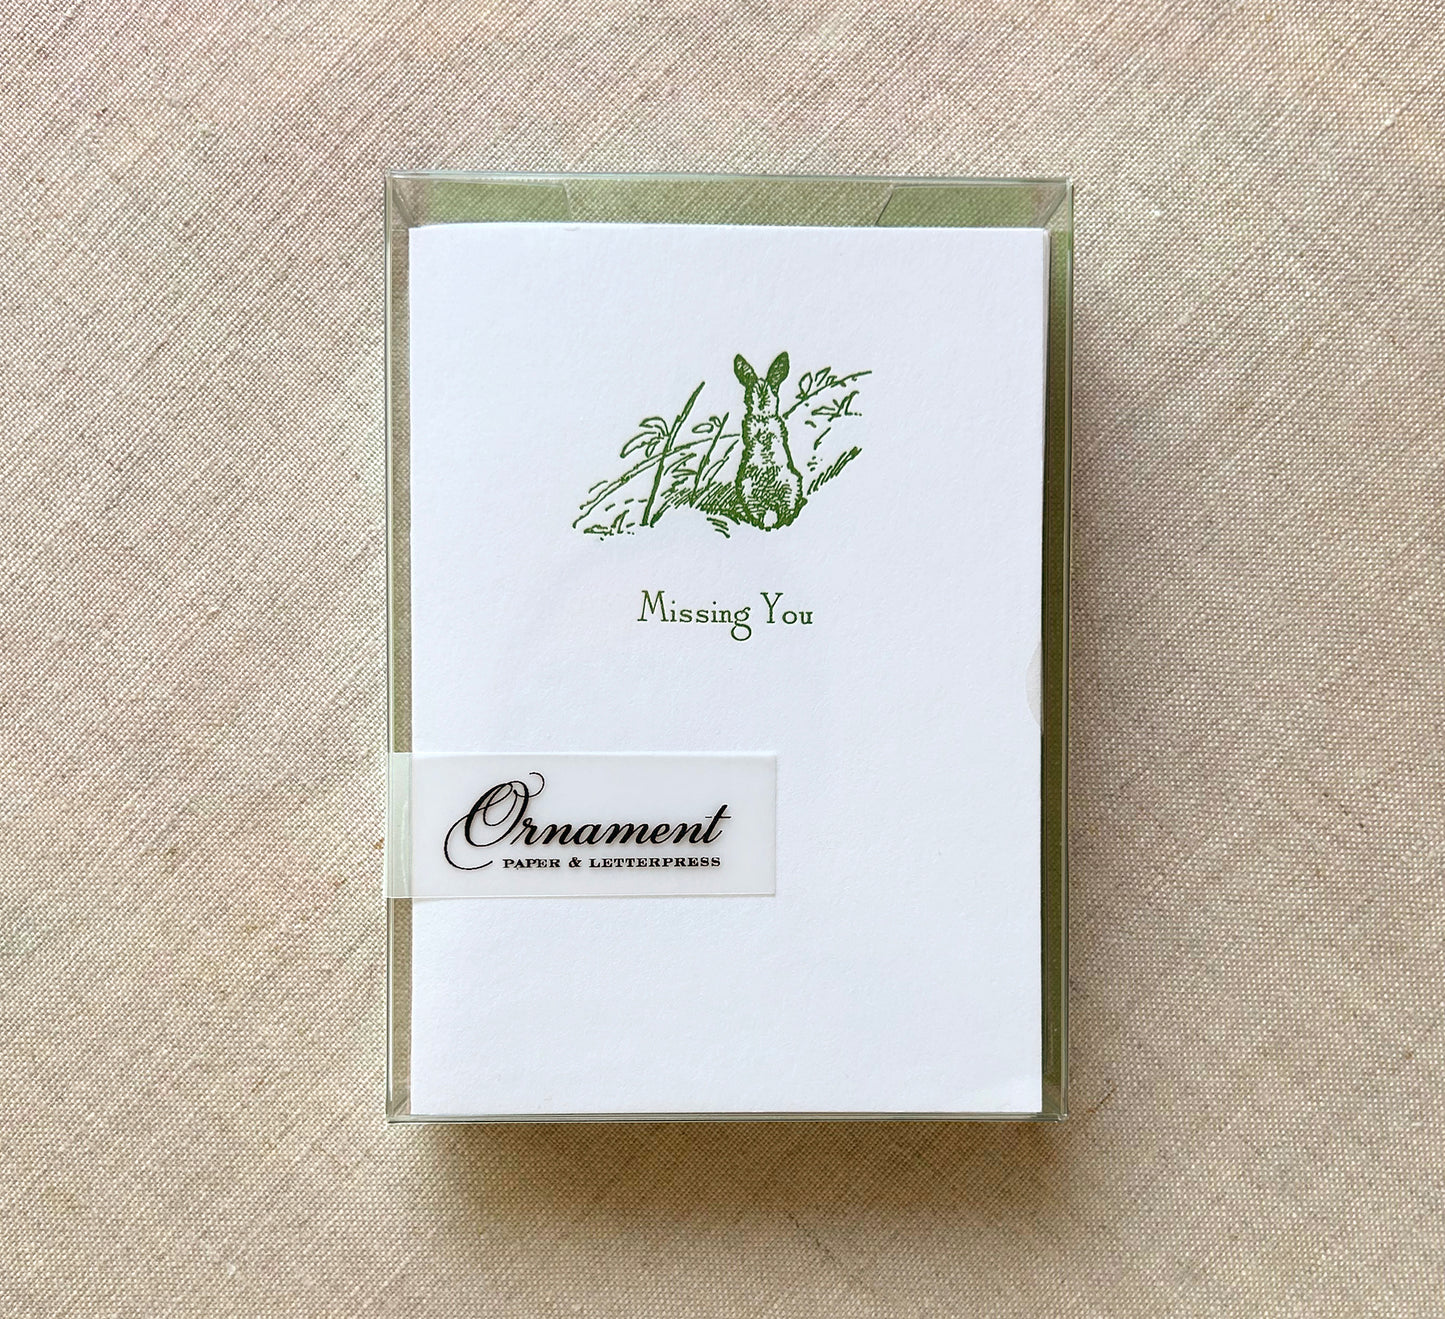 Missing You
Ornament
PAPER & LETTERPRESS